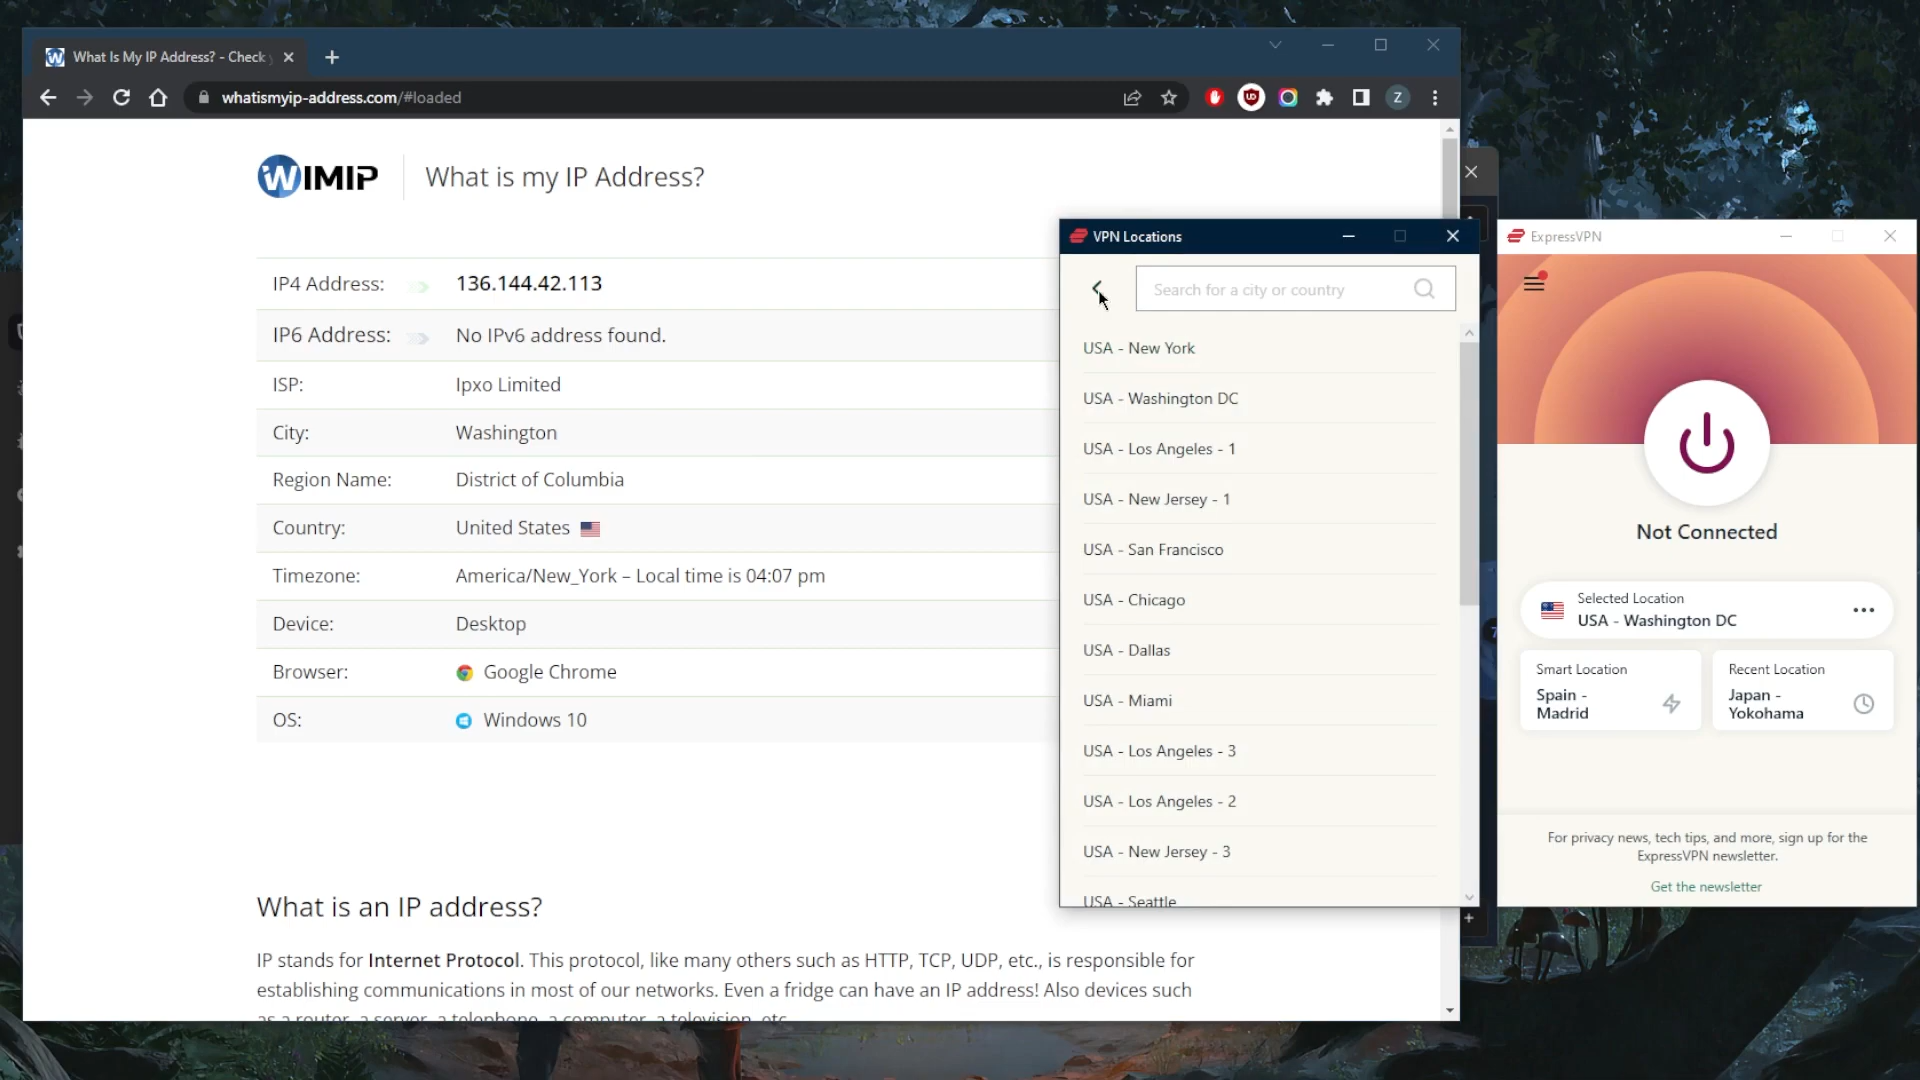 What Is My IP Address? - Check
whatismyip-address.com/#loaded
Z
WIMIP
What is my IP Address?
IP4 Address:
136.144.42.113
IP6 Address:
No IPv6 address found.
ISP:
Ipxo Limited
City:
Washington
Region Name:
District of Columbia
Country:
United States
Timezone:
America/New_York – Local time is 04:07 pm
Device:
Desktop
Browser:
Google Chrome
OS:
Windows 10
What is an IP address?
IP stands for Internet Protocol. This protocol, like many others such as HTTP, TCP, UDP, etc., is responsible for
establishing communications in most of our networks. Even a fridge can have an IP address! Also devices such
as a router, a server, a telephone, a computer, a television, etc.
VPN Locations
Search for a city or country
USA - New York
USA - Washington DC
USA - Los Angeles - 1
USA - New Jersey - 1
USA - San Francisco
USA - Chicago
USA - Dallas
USA - Miami
USA - Los Angeles - 3
USA - Los Angeles - 2
USA - New Jersey - 3
USA - Seattle
ExpressVPN
Not Connected
Selected Location
USA - Washington DC
Smart Location
Spain -
Madrid
Recent Location
Japan -
Yokohama
For privacy news, tech tips, and more, sign up for the
ExpressVPN newsletter.
Get the newsletter